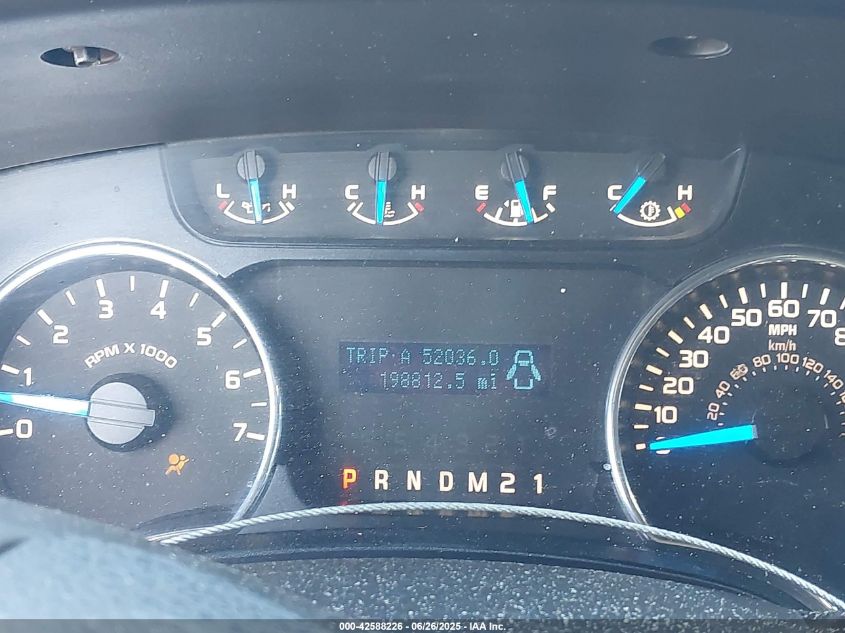 L H C H E F C H
0 1 2 3 4 5 6 7
RPM X 1000
TRIP A 52036.0
198812.5 mi
P R N D M 2 1
0 10 20 30 40 50 60 70 8
MPH
km/h
20 40 60 80 100 120 140
000-42588226 - 06/26/2025 - IAA Inc.